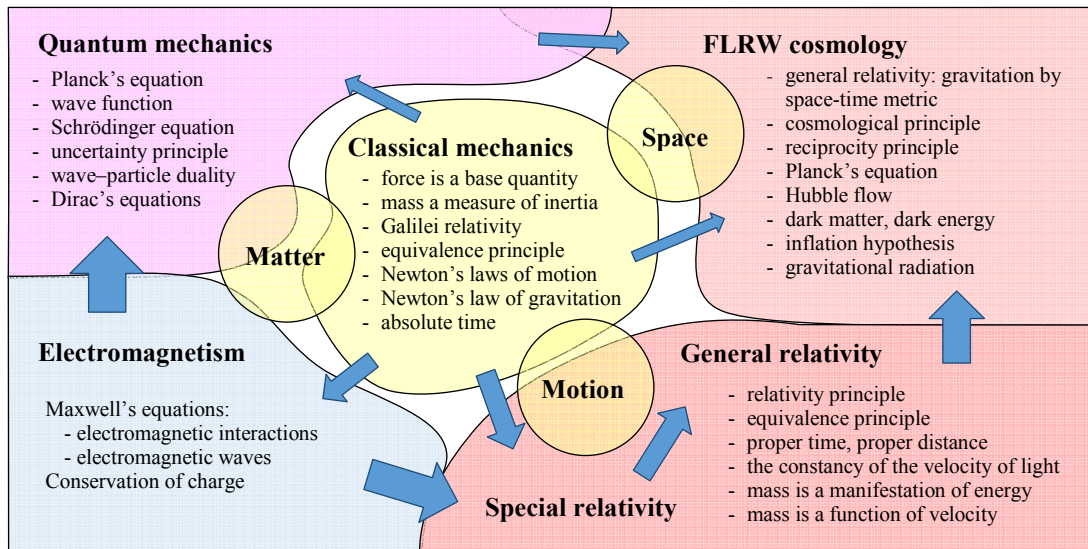 Quantum mechanics
- Planck's equation
- wave function
- Schrödinger equation
- uncertainty principle
- wave–particle duality
- Dirac's equations
FLRW cosmology
- general relativity: gravitation by
space-time metric
- cosmological principle
- reciprocity principle
- Planck's equation
- Hubble flow
- dark matter, dark energy
- inflation hypothesis
- gravitational radiation
Space
Classical mechanics
- force is a base quantity
- mass a measure of inertia
- Galilei relativity
- equivalence principle
- Newton's laws of motion
- Newton's law of gravitation
- absolute time
Matter
Electromagnetism
Maxwell's equations:
- electromagnetic interactions
- electromagnetic waves
Conservation of charge
Motion
General relativity
- relativity principle
- equivalence principle
- proper time, proper distance
- the constancy of the velocity of light
- mass is a manifestation of energy
- mass is a function of velocity
Special relativity